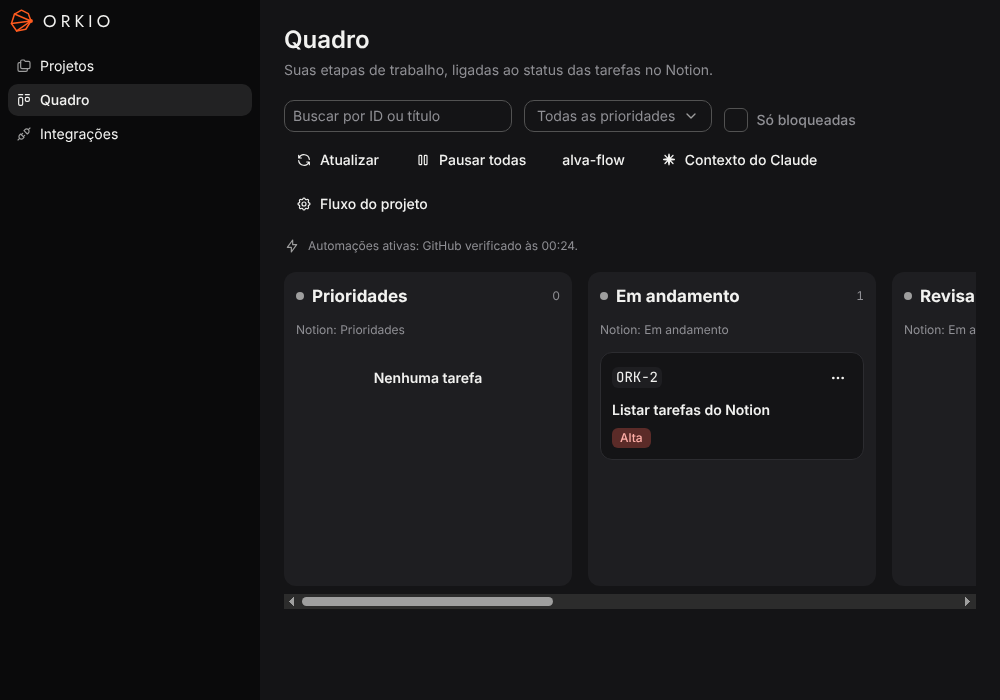 ORKIO
Projetos
Quadro
Integrações
Quadro
Suas etapas de trabalho, ligadas ao status das tarefas no Notion.
Buscar por ID ou título
Todas as prioridades
Só bloqueadas
Atualizar
Pausar todas
alva-flow
Contexto do Claude
Fluxo do projeto
Automações ativas: GitHub verificado às 00:24.
Prioridades
0
Notion: Prioridades
Nenhuma tarefa
Em andamento
1
Notion: Em andamento
ORK-2
Listar tarefas do Notion
Alta
Revisa
Notion: Em a